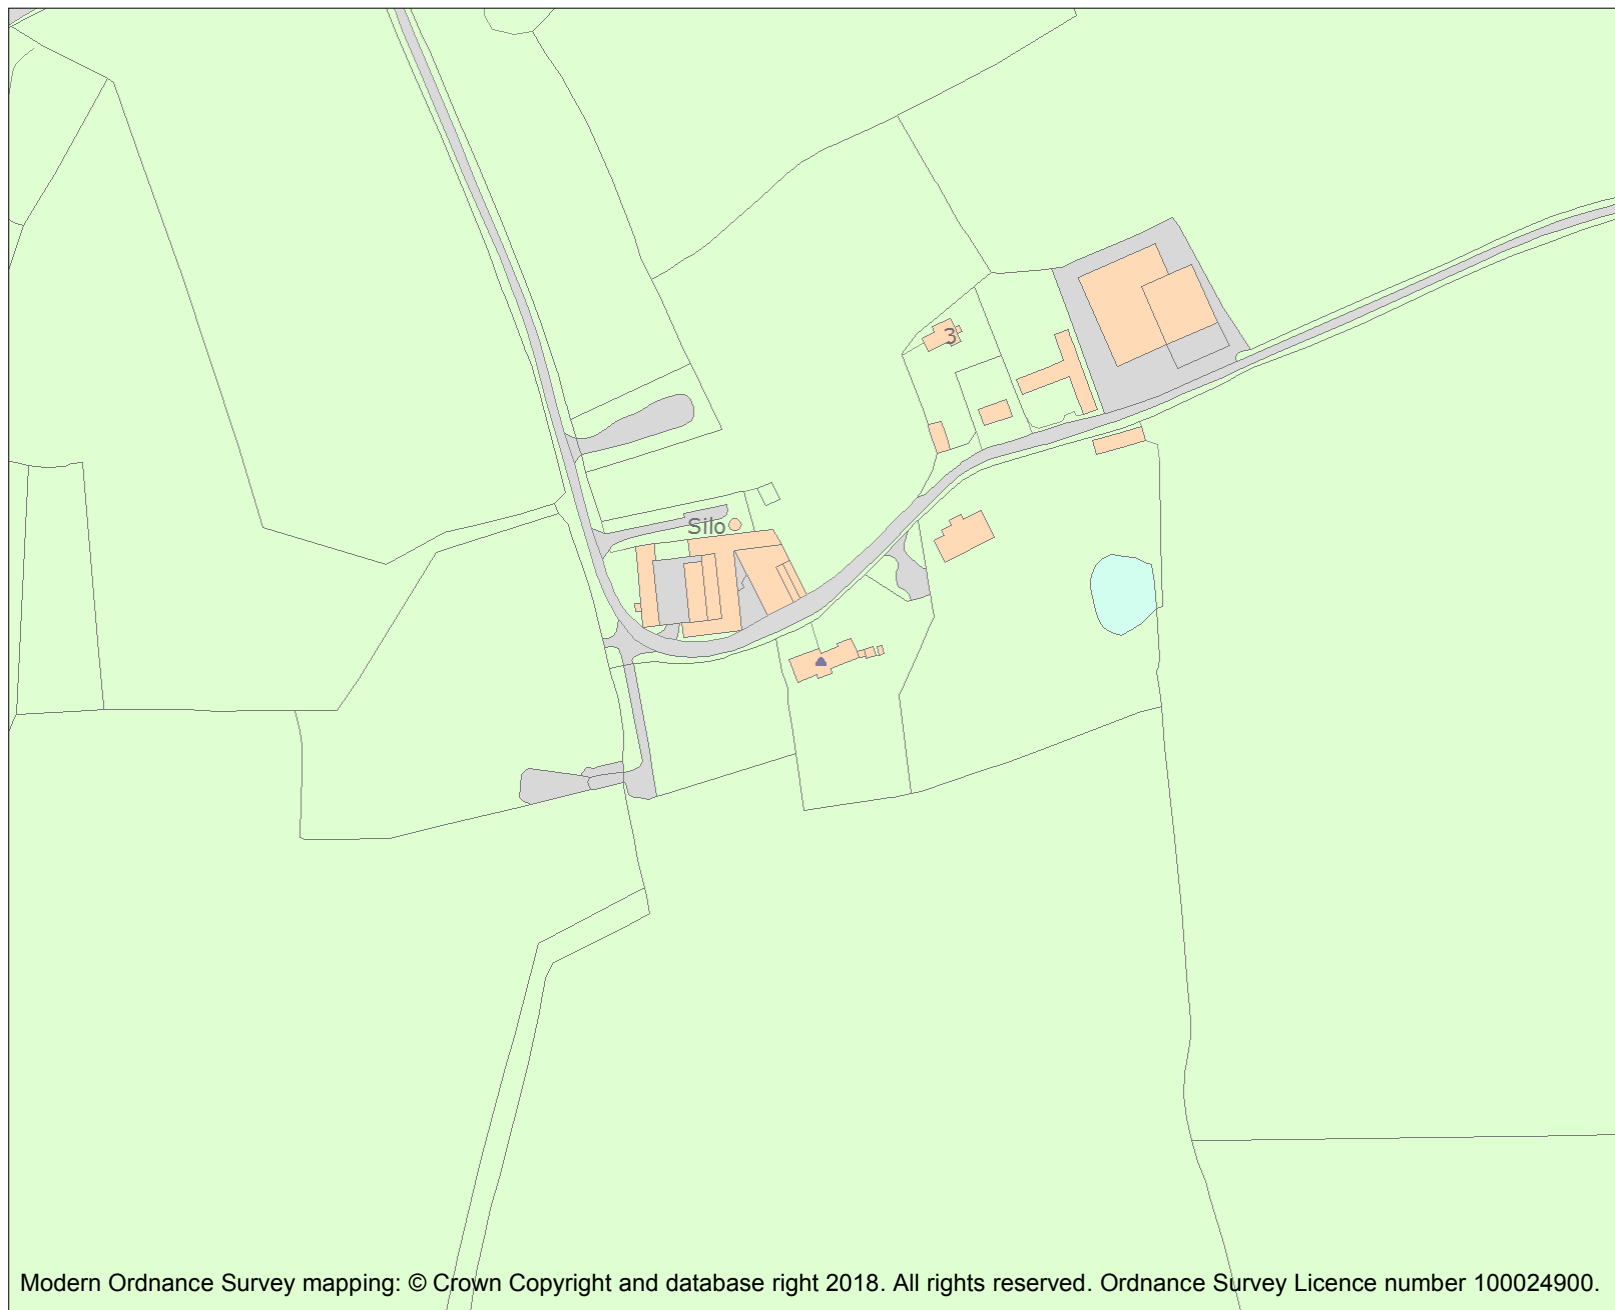 3
Silo
Modern Ordnance Survey mapping: © Crown Copyright and database right 2018. All rights reserved. Ordnance Survey Licence number 100024900.